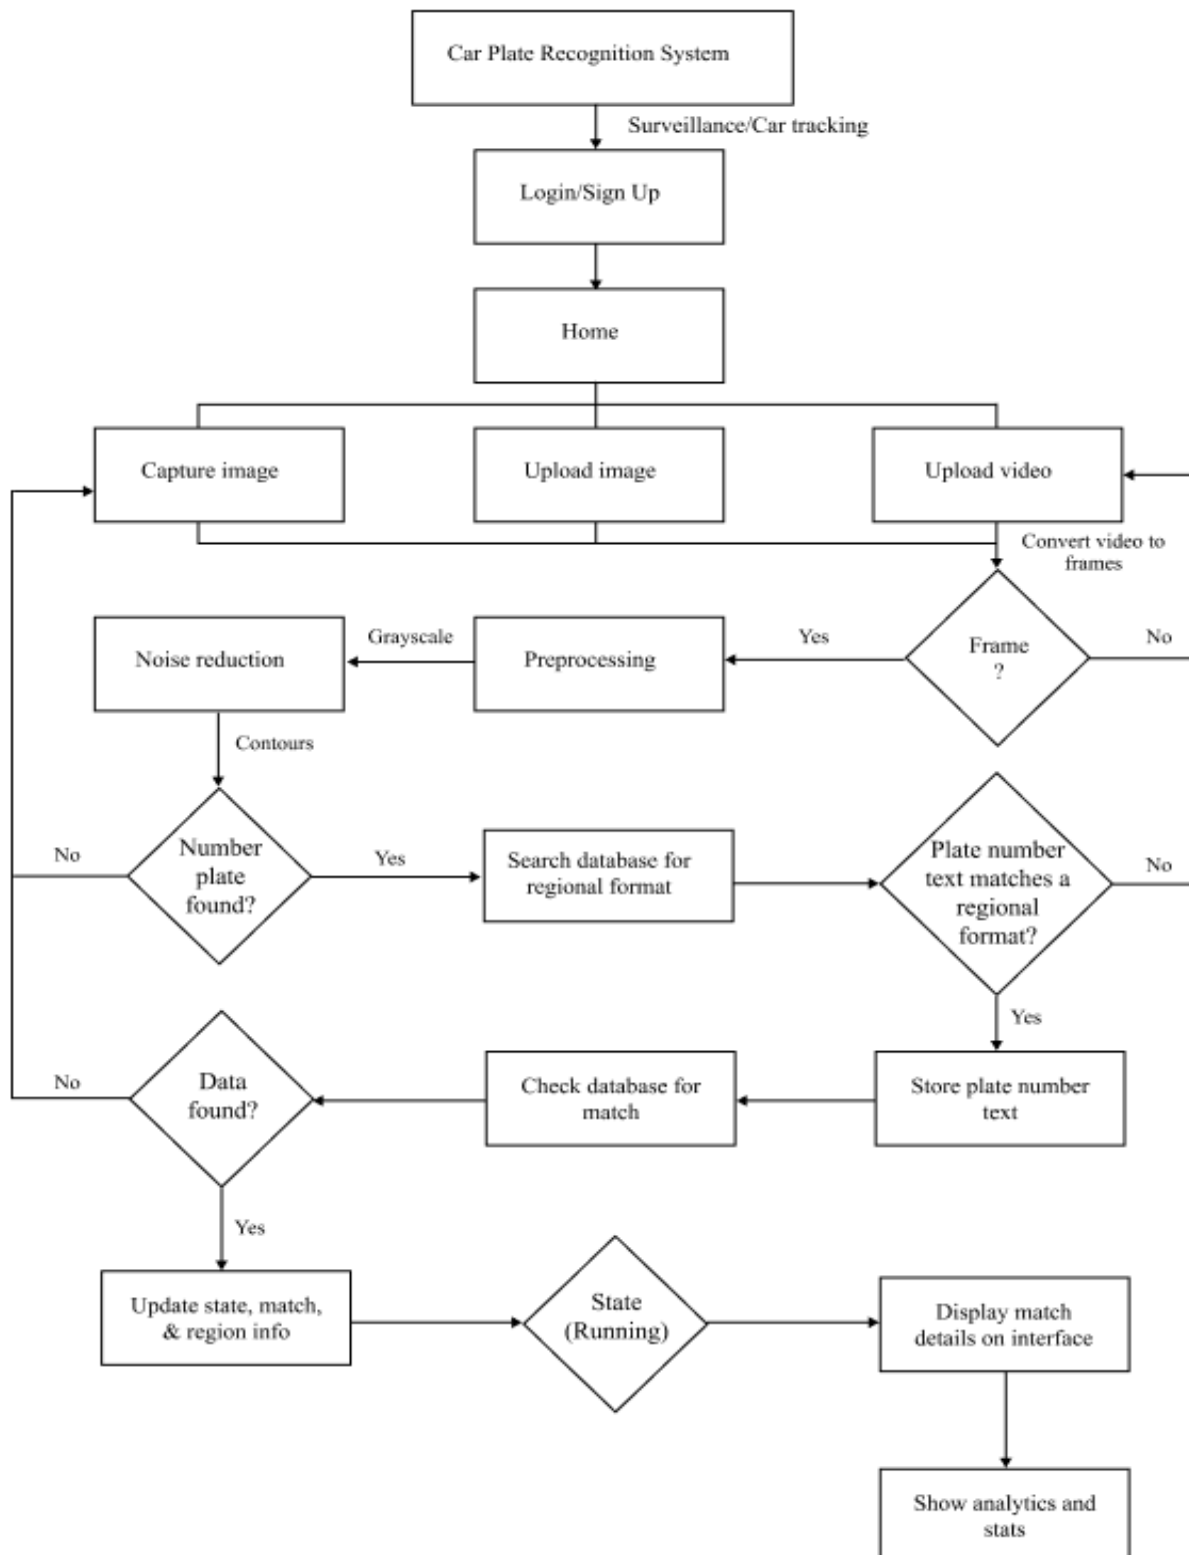 Car Plate Recognition System
Surveillance/Car tracking
Login/Sign Up
Home
Capture image
Upload image
Upload video
Convert video to
frames
Noise reduction
Grayscale
Preprocessing
Yes
Frame
?
No
Contours
No
Number
plate
found?
Yes
Search database for
regional format
Plate number
text matches a
regional
format?
No
Yes
No
Data
found?
Check database for
match
Store plate number
text
Yes
Update state, match,
& region info
State
(Running)
Display match
details on interface
Show analytics and
stats